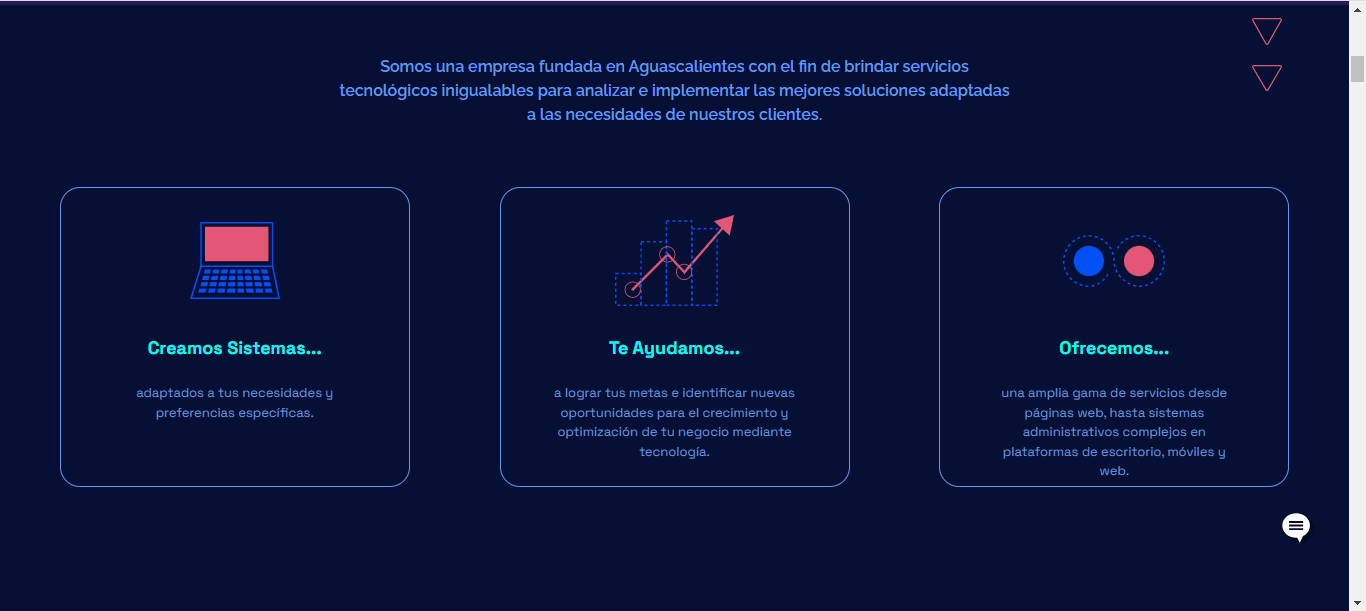 Somos una empresa fundada en Aguascalientes con el fin de brindar servicios
tecnológicos inigualables para analizar e implementar las mejores soluciones adaptadas
a las necesidades de nuestros clientes.
Creamos Sistemas...
adaptados a tus necesidades y
preferencias específicas.
Te Ayudamos...
a lograr tus metas e identificar nuevas
oportunidades para el crecimiento y
optimización de tu negocio mediante
tecnología.
Ofrecemos...
una amplia gama de servicios desde
páginas web, hasta sistemas
administrativos complejos en
plataformas de escritorio, móviles y
web.